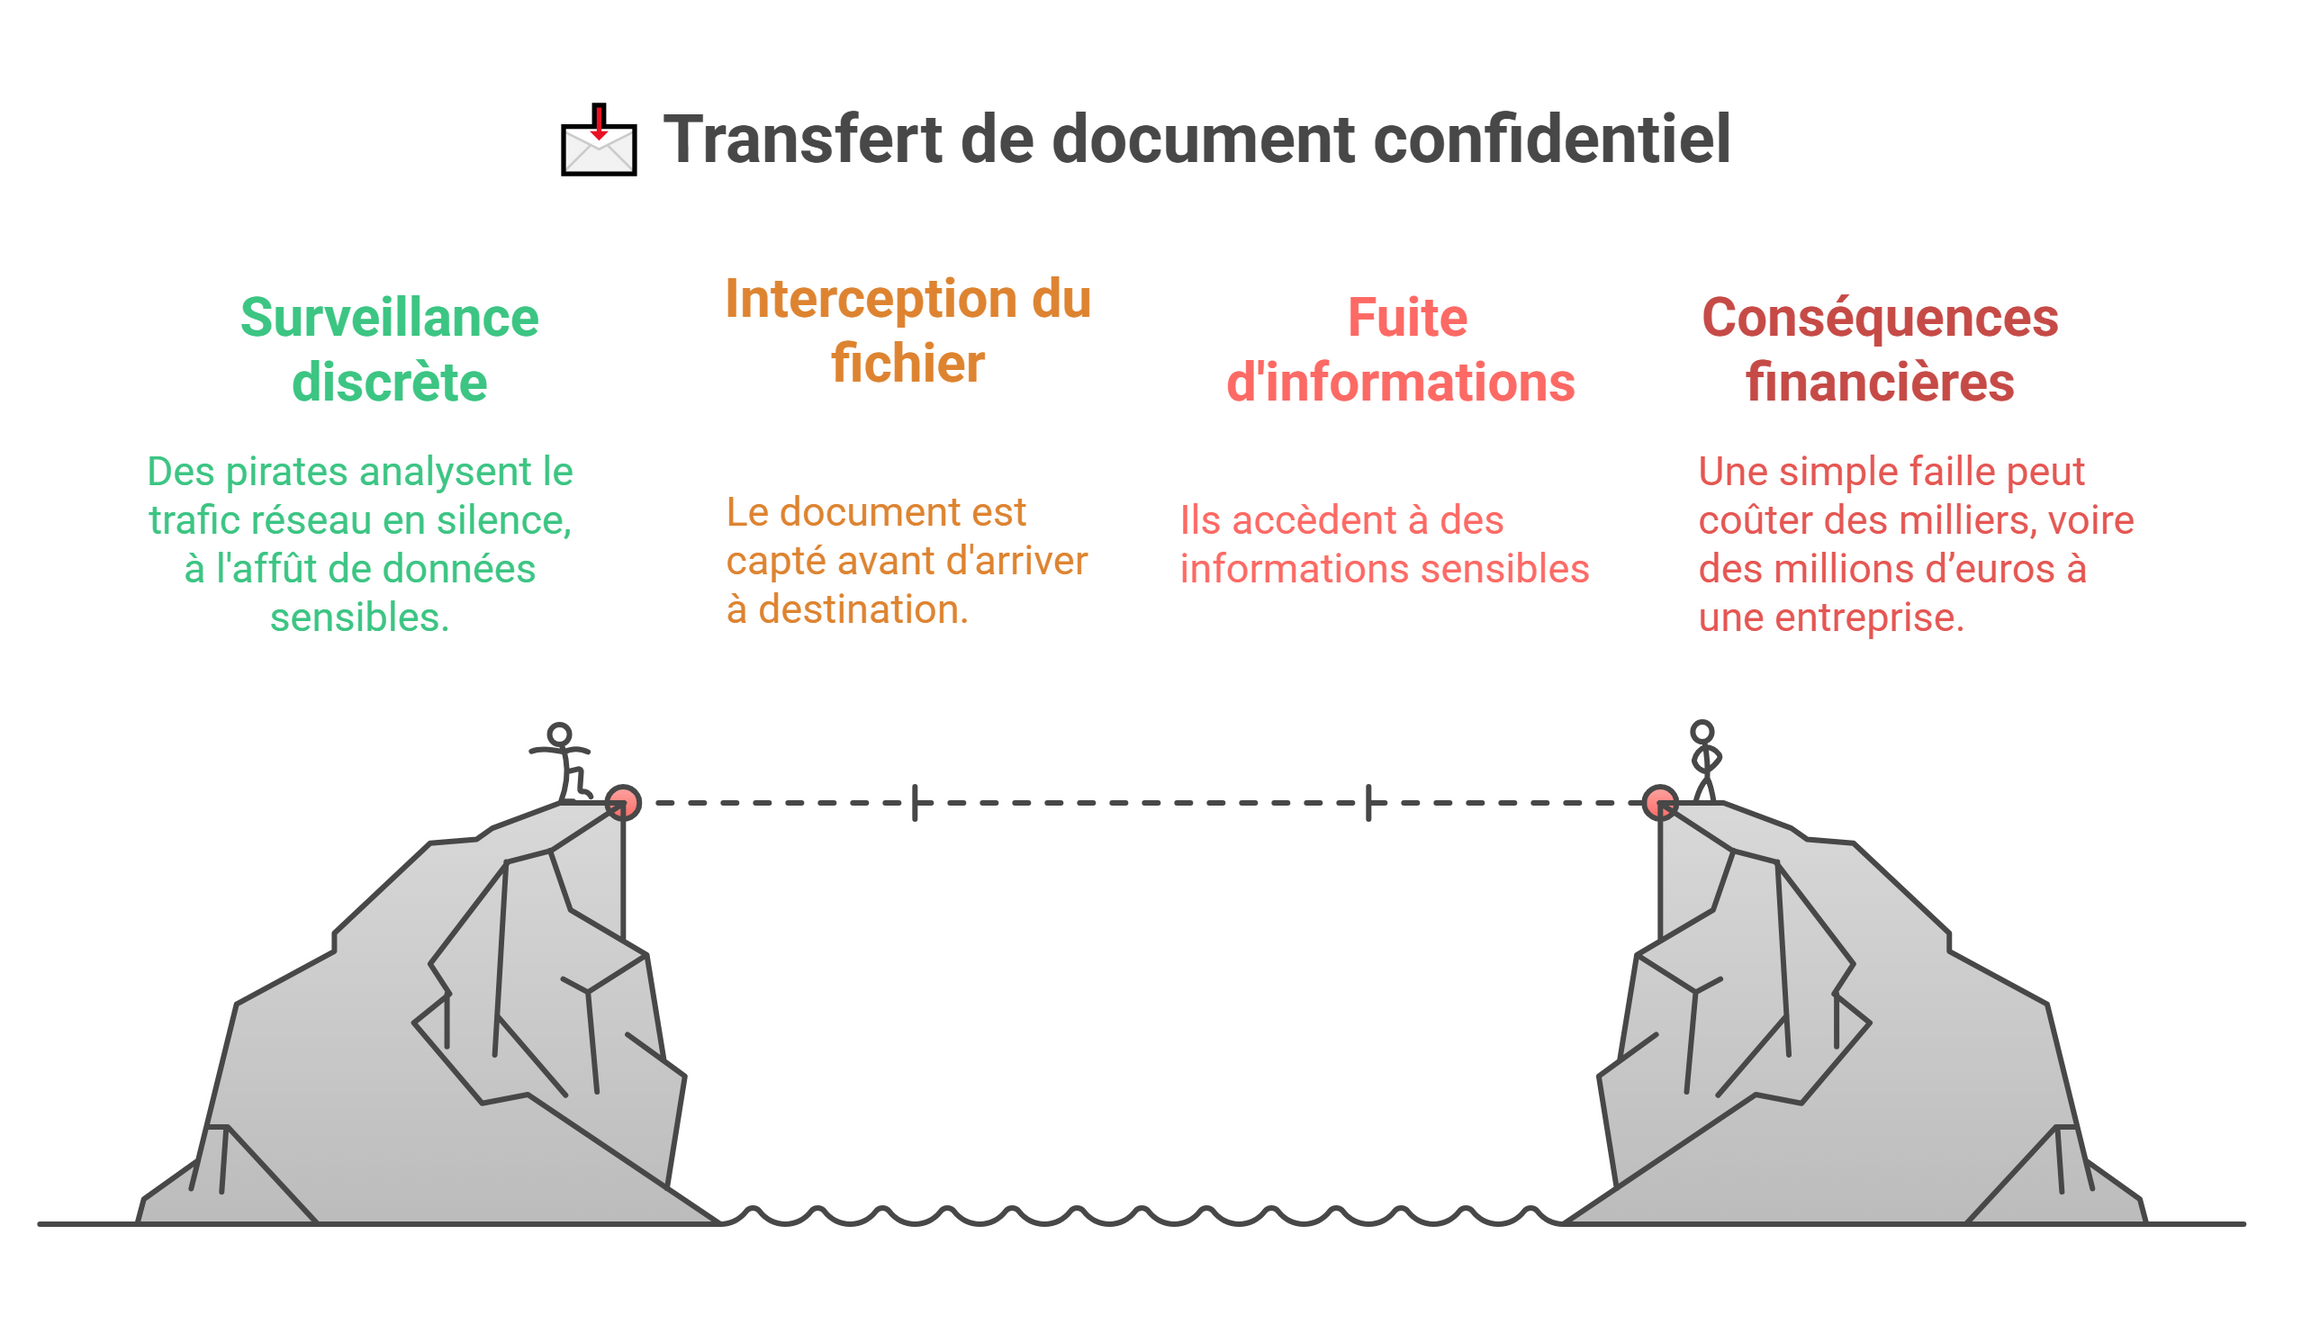 Transfert de document confidentiel
Surveillance
discrète
Des pirates analysent le
trafic réseau en silence,
à l'affût de données
sensibles.
Interception du
fichier
Le document est
capté avant d'arriver
à destination.
Fuite
d'informations
Ils accèdent à des
informations sensibles
Conséquences
financières
Une simple faille peut
coûter des milliers, voire
des millions d’euros à
une entreprise.